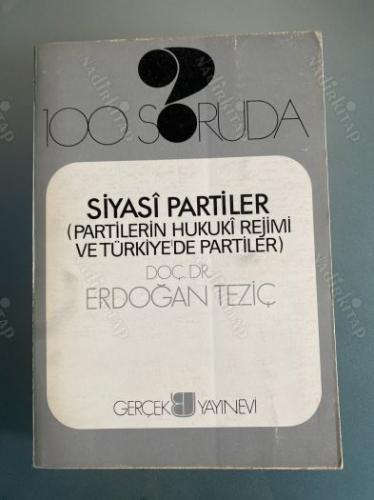 100 SORUDA
SİYASÎ PARTİLER
(PARTİLERİN HUKUKÎ REJİMİ
VE TÜRKİYE'DE PARTİLER)
DOÇ. DR.
ERDOĞAN TEZİÇ
GERÇEK YAYINEVİ